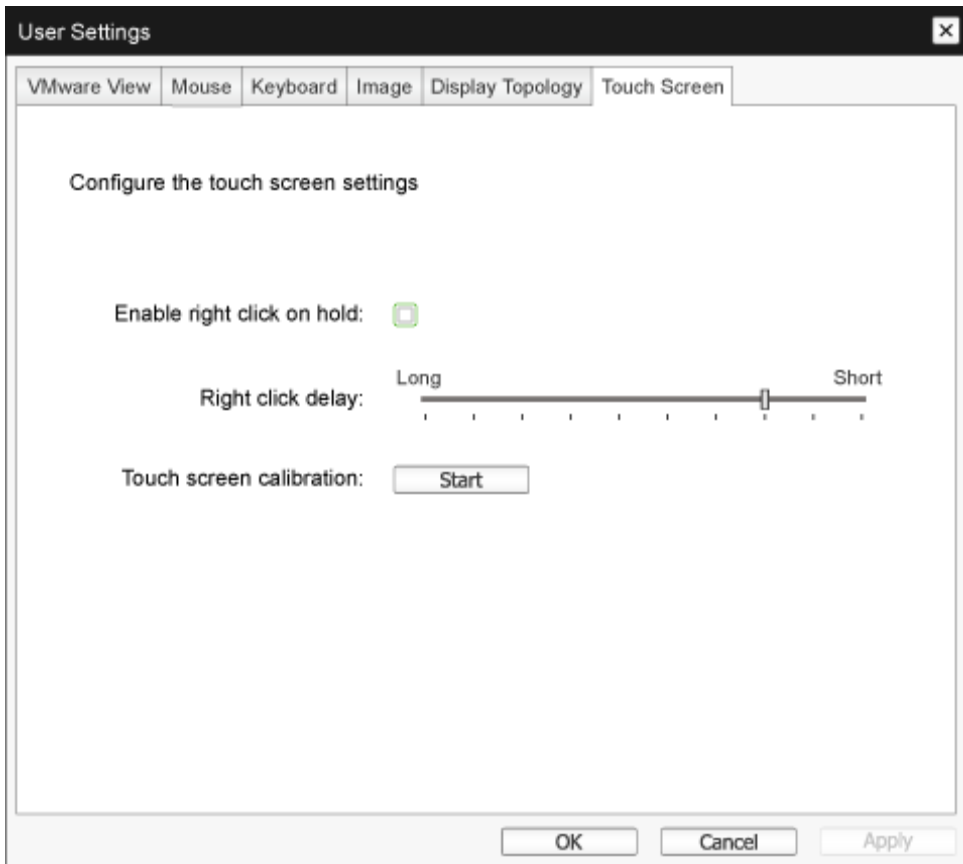 User Settings
VMware View Mouse Keyboard Image Display Topology Touch Screen
Configure the touch screen settings
Enable right click on hold:
Long Short
Right click delay:
Touch screen calibration: Start
OK Cancel Apply